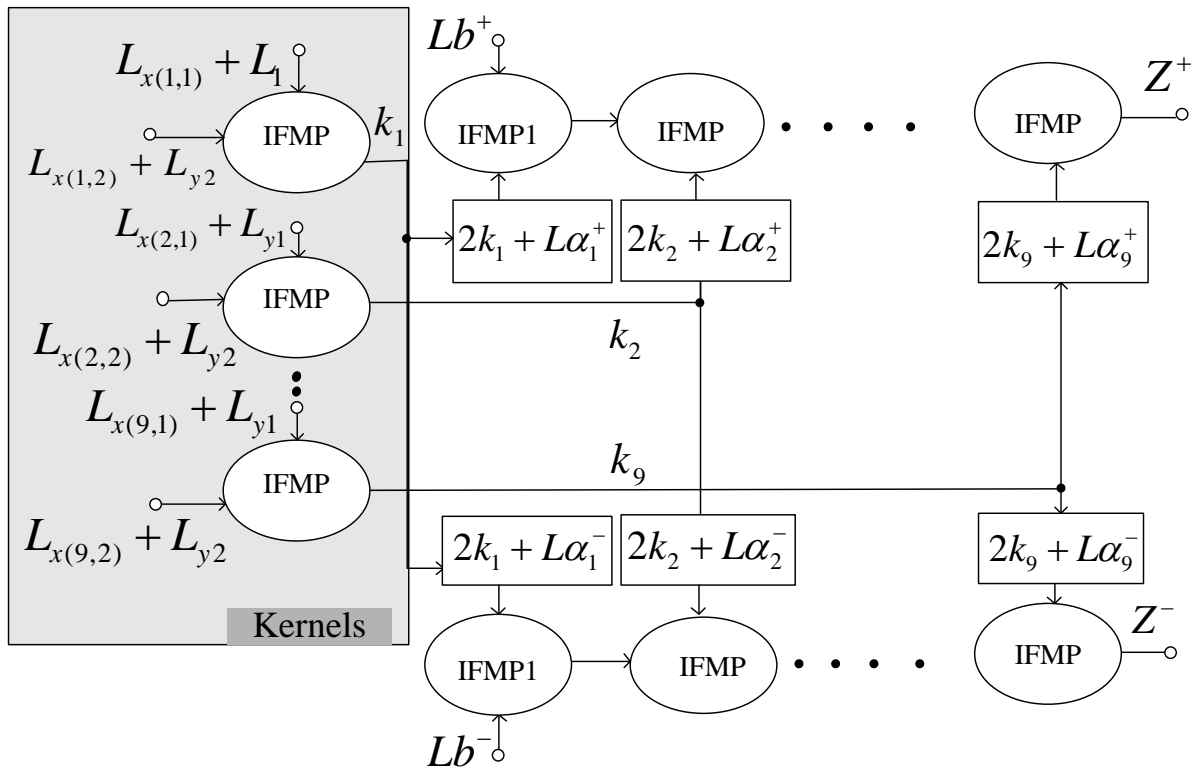 L_{x(1,1)} + L_1
IFMP
k_1
L_{x(1,2)} + L_{y2}
L_{x(2,1)} + L_{y1}
IFMP
L_{x(2,2)} + L_{y2}
L_{x(9,1)} + L_{y1}
IFMP
L_{x(9,2)} + L_{y2}
Kernels
Lb^+
IFMP1
IFMP
IFMP
Z^+
2k_1 + Lα_1^+
2k_2 + Lα_2^+
2k_9 + Lα_9^+
k_2
k_9
2k_1 + Lα_1^-
2k_2 + Lα_2^-
2k_9 + Lα_9^-
IFMP1
IFMP
IFMP
Z^-
Lb^-